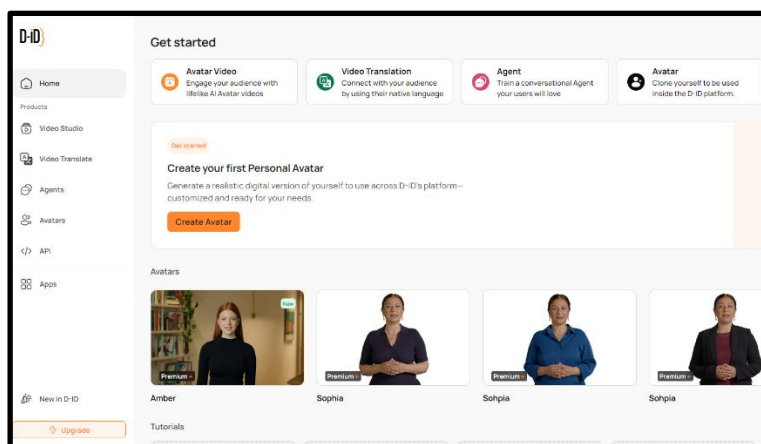 D-iD}
Home
Products
Video Studio
Video Translate
Agents
Avatars
API
Apps
New in D-ID
Upgrade
Get started
Avatar Video
Engage your audience with
lifelike AI Avatar videos
Video Translation
Connect with your audience
by using their native language
Agent
Train a conversational Agent
your users will love
Avatar
Clone yourself to be used
inside the D-ID platform.
Get started
Create your first Personal Avatar
Generate a realistic digital version of yourself to use across D-ID's platform—
customized and ready for your needs.
Create Avatar
Avatars
New
Premium +
Premium +
Premium +
Premium +
Amber
Sophia
Sohpia
Sohpia
Tutorials